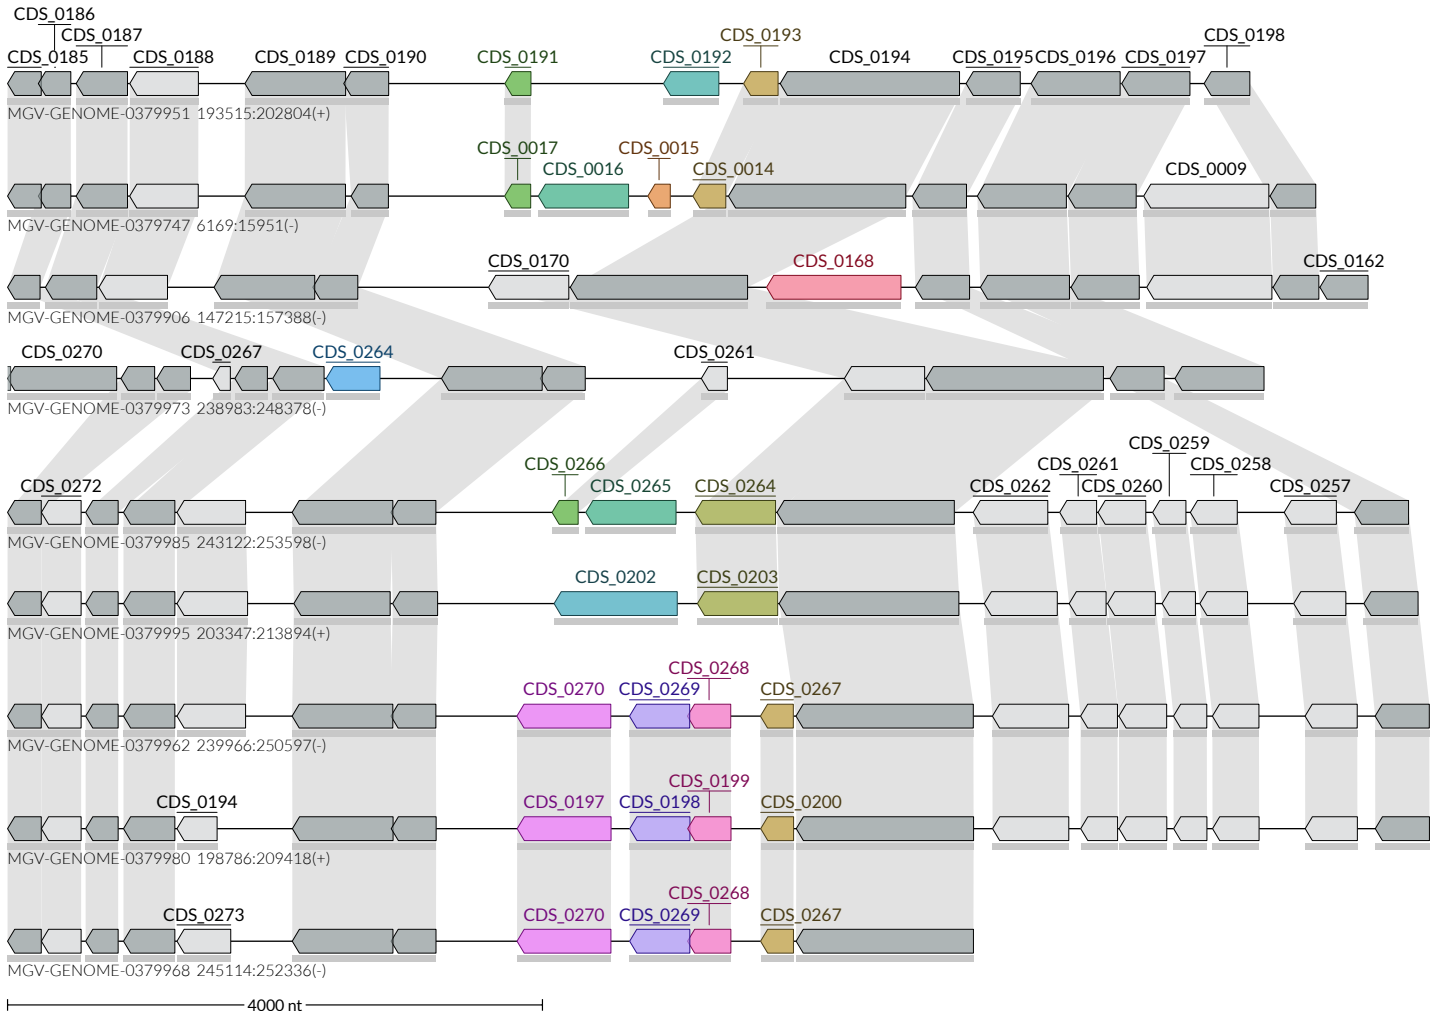 CDS_0186
CDS_0185 CDS_0187 CDS_0188 CDS_0189 CDS_0190 CDS_0191 CDS_0192 CDS_0193 CDS_0194 CDS_0195 CDS_0196 CDS_0197 CDS_0198
MGV-GENOME-0379951 193515:202804(+)
CDS_0017 CDS_0016 CDS_0015 CDS_0014 CDS_0009
MGV-GENOME-0379747 6169:15951(-)
CDS_0170 CDS_0168 CDS_0162
MGV-GENOME-0379906 147215:157388(-)
CDS_0270 CDS_0267 CDS_0264 CDS_0261
MGV-GENOME-0379973 238983:248378(-)
CDS_0272 CDS_0266 CDS_0265 CDS_0264 CDS_0262 CDS_0261 CDS_0260 CDS_0259 CDS_0258 CDS_0257
MGV-GENOME-0379985 243122:253598(-)
CDS_0202 CDS_0203
MGV-GENOME-0379995 203347:213894(+)
CDS_0270 CDS_0269 CDS_0268 CDS_0267
MGV-GENOME-0379962 239966:250597(-)
CDS_0194 CDS_0197 CDS_0198 CDS_0199 CDS_0200
MGV-GENOME-0379980 198786:209418(+)
CDS_0273 CDS_0270 CDS_0269 CDS_0268 CDS_0267
MGV-GENOME-0379968 245114:252336(-)
4000 nt